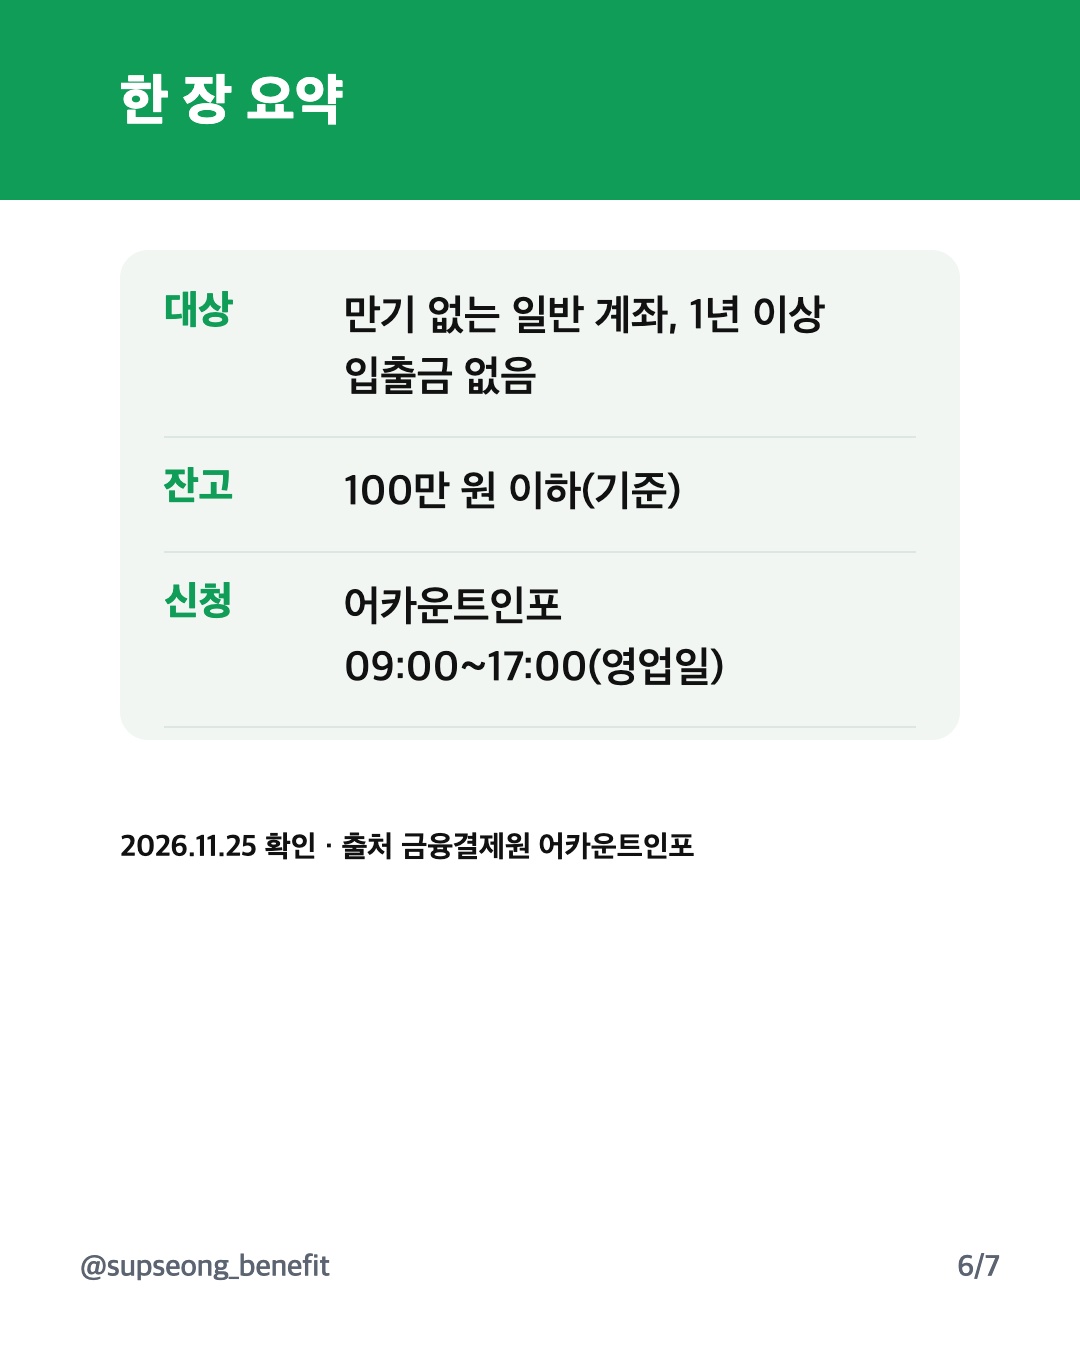 한 장 요약
대상
만기 없는 일반 계좌, 1년 이상
입출금 없음
잔고
100만 원 이하(기준)
신청
어카운트인포
09:00~17:00(영업일)
2026.11.25 확인 · 출처 금융결제원 어카운트인포
@supseong_benefit
6/7